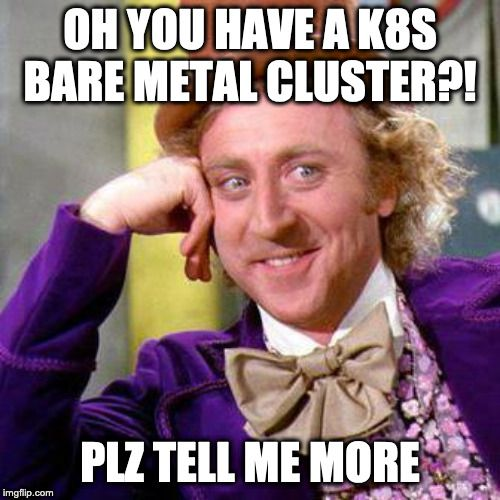 OH YOU HAVE A K8S
BARE METAL CLUSTER?!
PLZ TELL ME MORE
imgflip.com